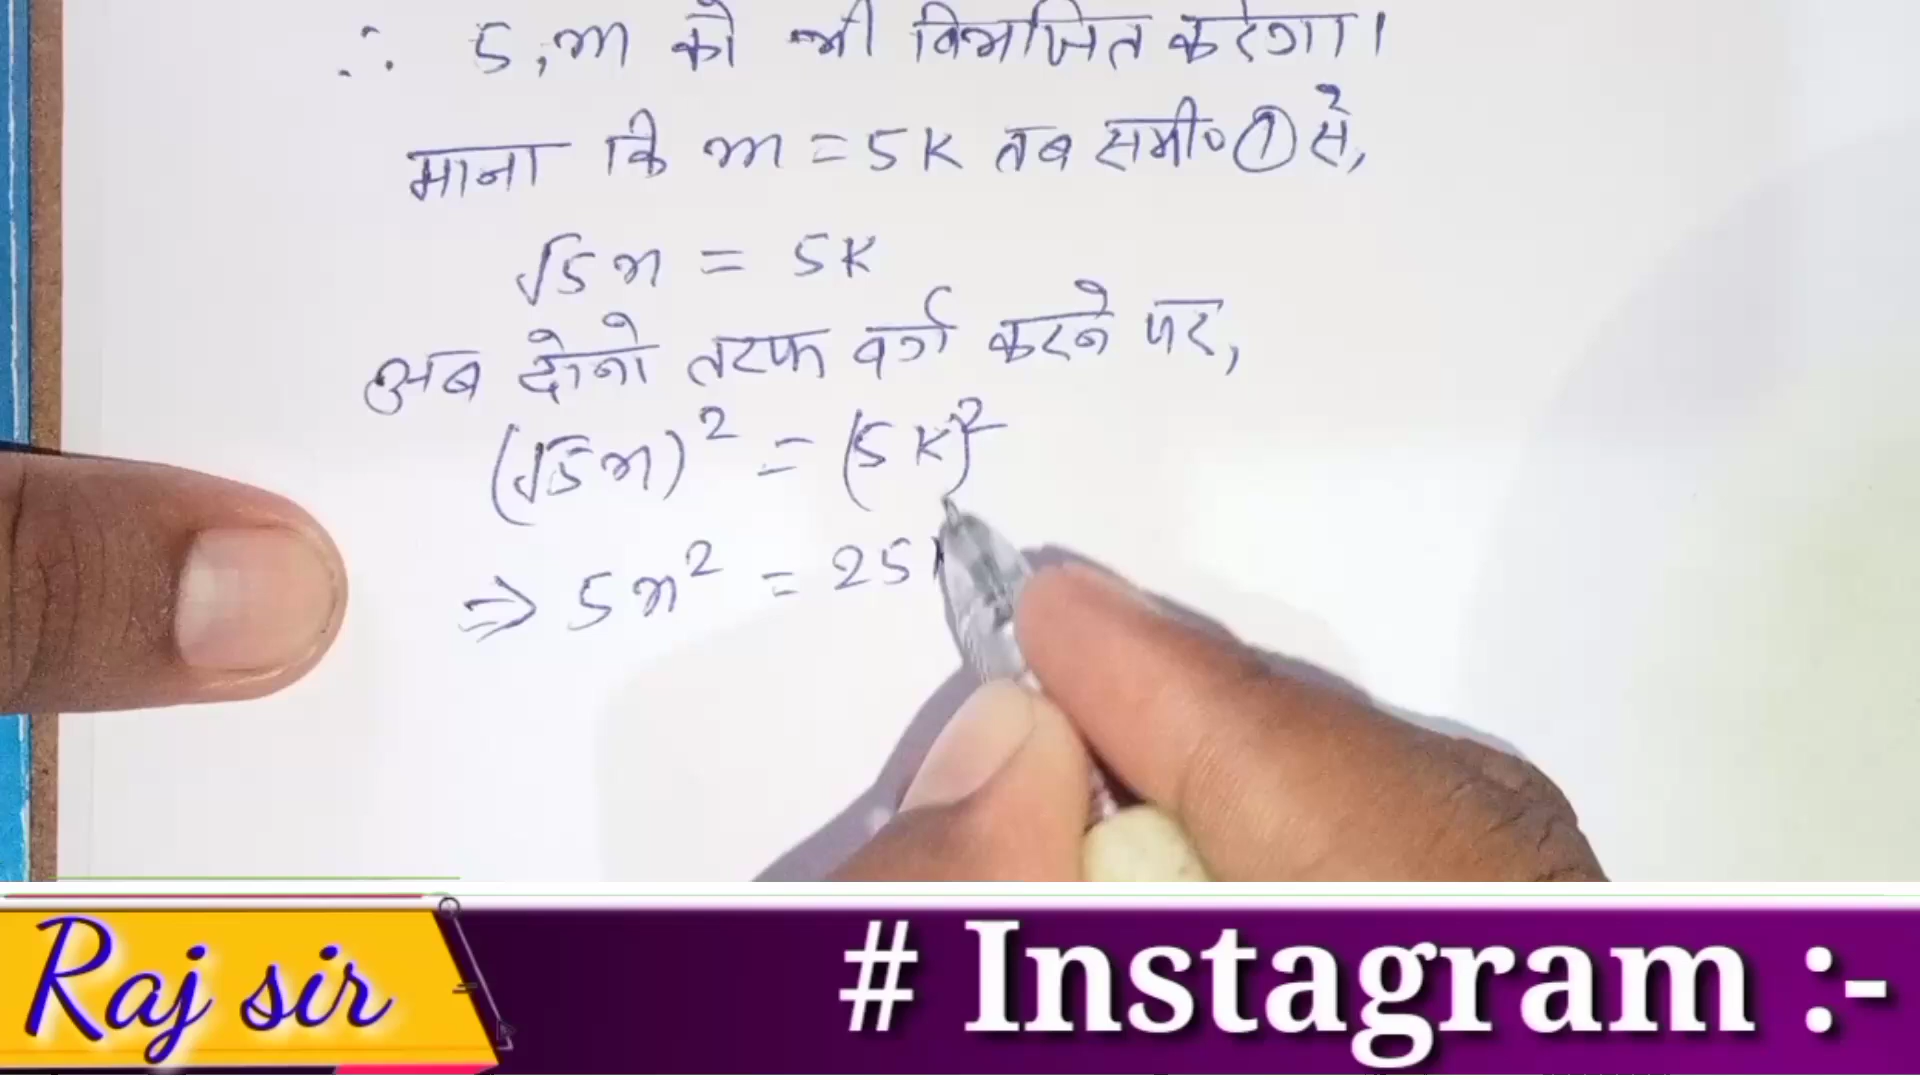 ∴ 5, m को भी विभाजित करेगा।
माना कि m = 5K तब समी० ① से,
√5 n = 5K
अब दोनो तरफ वर्ग करने पर,
(√5 n)² = (5K)²
⇒ 5n² = 25
Raj sir
# Instagram :-